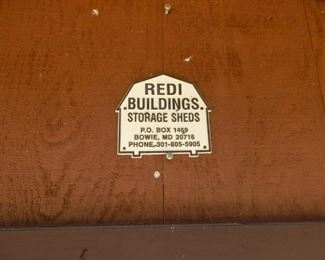 REDI
BUILDINGS
STORAGE SHEDS
P.O. BOX 1469
BOWIE, MD 20716
PHONE, 301-805-5905